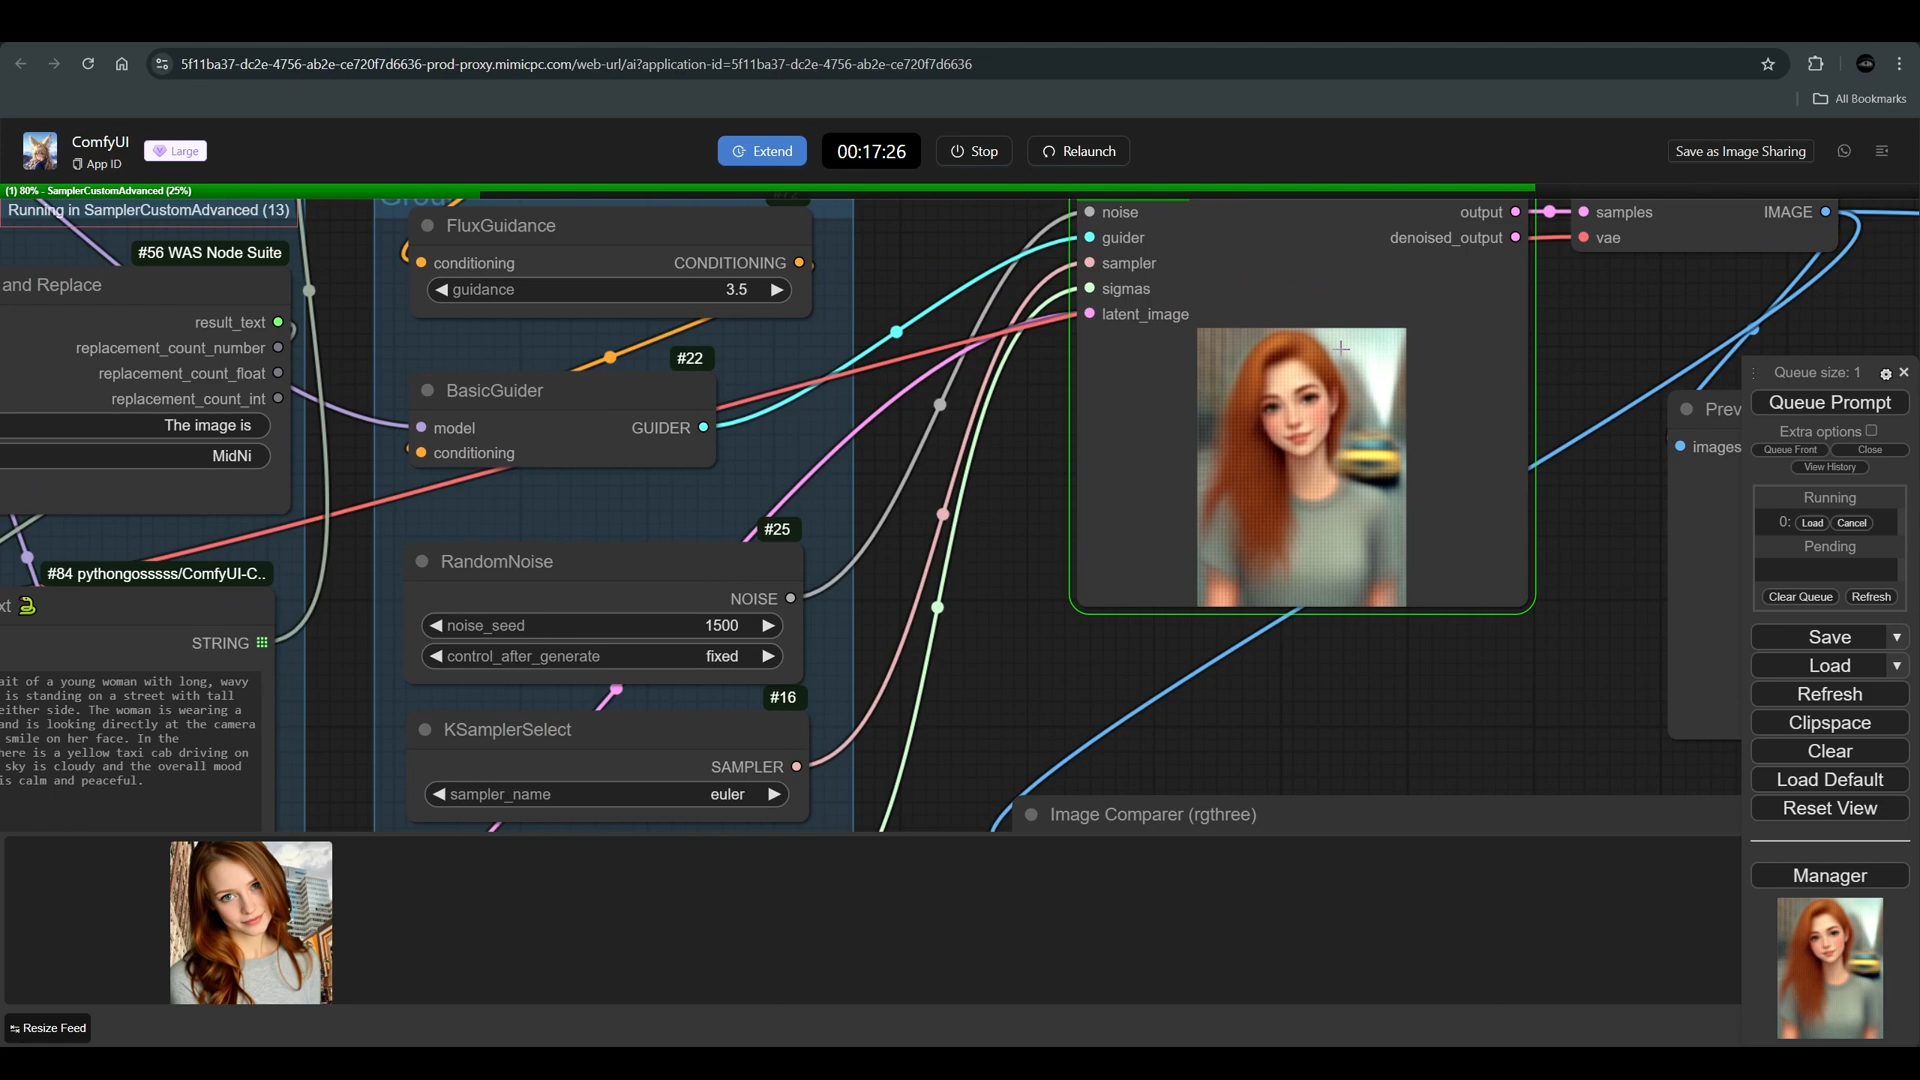 5f11ba37-dc2e-4756-ab2e-ce720f7d6636-prod-proxy.mimicpc.com/web-url/ai?application-id=5f11ba37-dc2e-4756-ab2e-ce720f7d6636
All Bookmarks
ComfyUI
App ID
Large
Extend
00:17:26
Stop
Relaunch
Save as Image Sharing
(1) 80% - SamplerCustomAdvanced (25%)
Running in SamplerCustomAdvanced (13)
#56 WAS Node Suite
and Replace
result_text
replacement_count_number
replacement_count_float
replacement_count_int
The image is
MidNi
#84 pythongosssss/ComfyUI-C..
xt
STRING
ait of a young woman with long, wavy
is standing on a street with tall
either side. The woman is wearing a
and is looking directly at the camera
smile on her face. In the
here is a yellow taxi cab driving on
sky is cloudy and the overall mood
is calm and peaceful.
FluxGuidance
conditioning
CONDITIONING
guidance
3.5
#22
BasicGuider
model
GUIDER
conditioning
#25
RandomNoise
NOISE
noise_seed
1500
control_after_generate
fixed
#16
KSamplerSelect
SAMPLER
sampler_name
euler
noise
output
guider
denoised_output
sampler
sigmas
latent_image
samples
IMAGE
vae
Prev
images
Image Comparer (rgthree)
Queue size: 1
Queue Prompt
Extra options
Queue Front
Close
View History
Running
0:
Load
Cancel
Pending
Clear Queue
Refresh
Save
Load
Refresh
Clipspace
Clear
Load Default
Reset View
Manager
Resize Feed